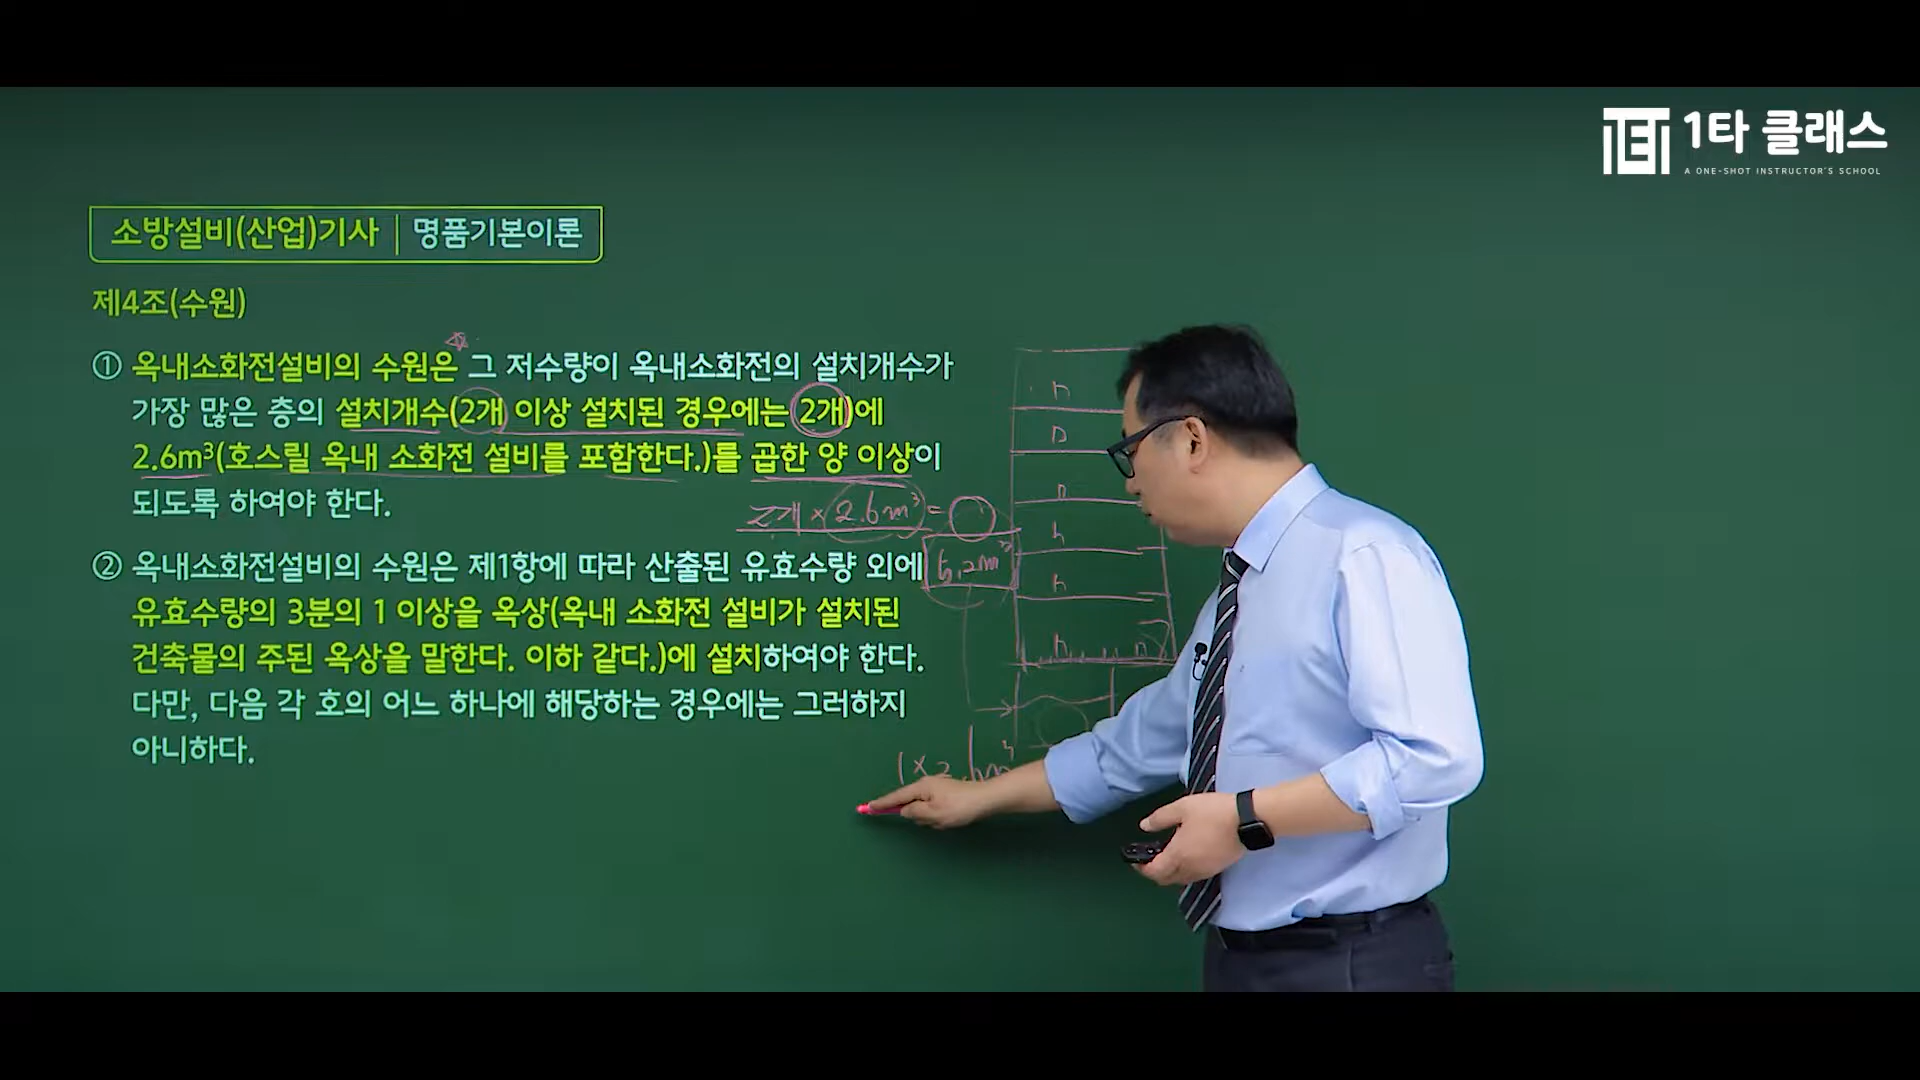 1타 클래스
A ONE-SHOT INSTRUCTOR'S SCHOOL
소방설비(산업)기사 | 명품기본이론
제4조(수원)
① 옥내소화전설비의 수원은 그 저수량이 옥내소화전의 설치개수가
가장 많은 층의 설치개수(2개 이상 설치된 경우에는 2개)에
2.6m³(호스릴 옥내 소화전 설비를 포함한다.)를 곱한 양 이상이
되도록 하여야 한다.
2개 × 2.6m³ =
5.2m³
② 옥내소화전설비의 수원은 제1항에 따라 산출된 유효수량 외에
유효수량의 3분의 1 이상을 옥상(옥내 소화전 설비가 설치된
건축물의 주된 옥상을 말한다. 이하 같다.)에 설치하여야 한다.
다만, 다음 각 호의 어느 하나에 해당하는 경우에는 그러하지
아니하다.